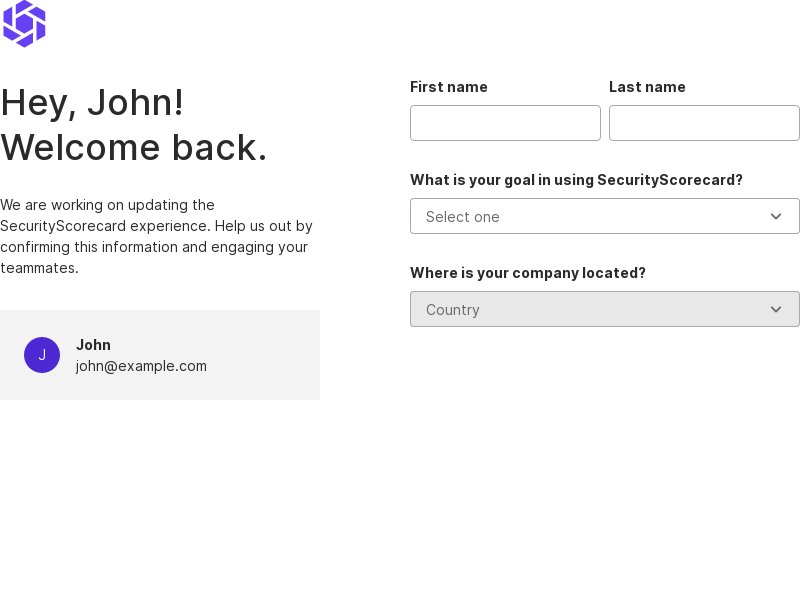 Hey, John!
Welcome back.
We are working on updating the
SecurityScorecard experience. Help us out by
confirming this information and engaging your
teammates.
J
John
john@example.com
First name
Last name
What is your goal in using SecurityScorecard?
Select one
Where is your company located?
Country